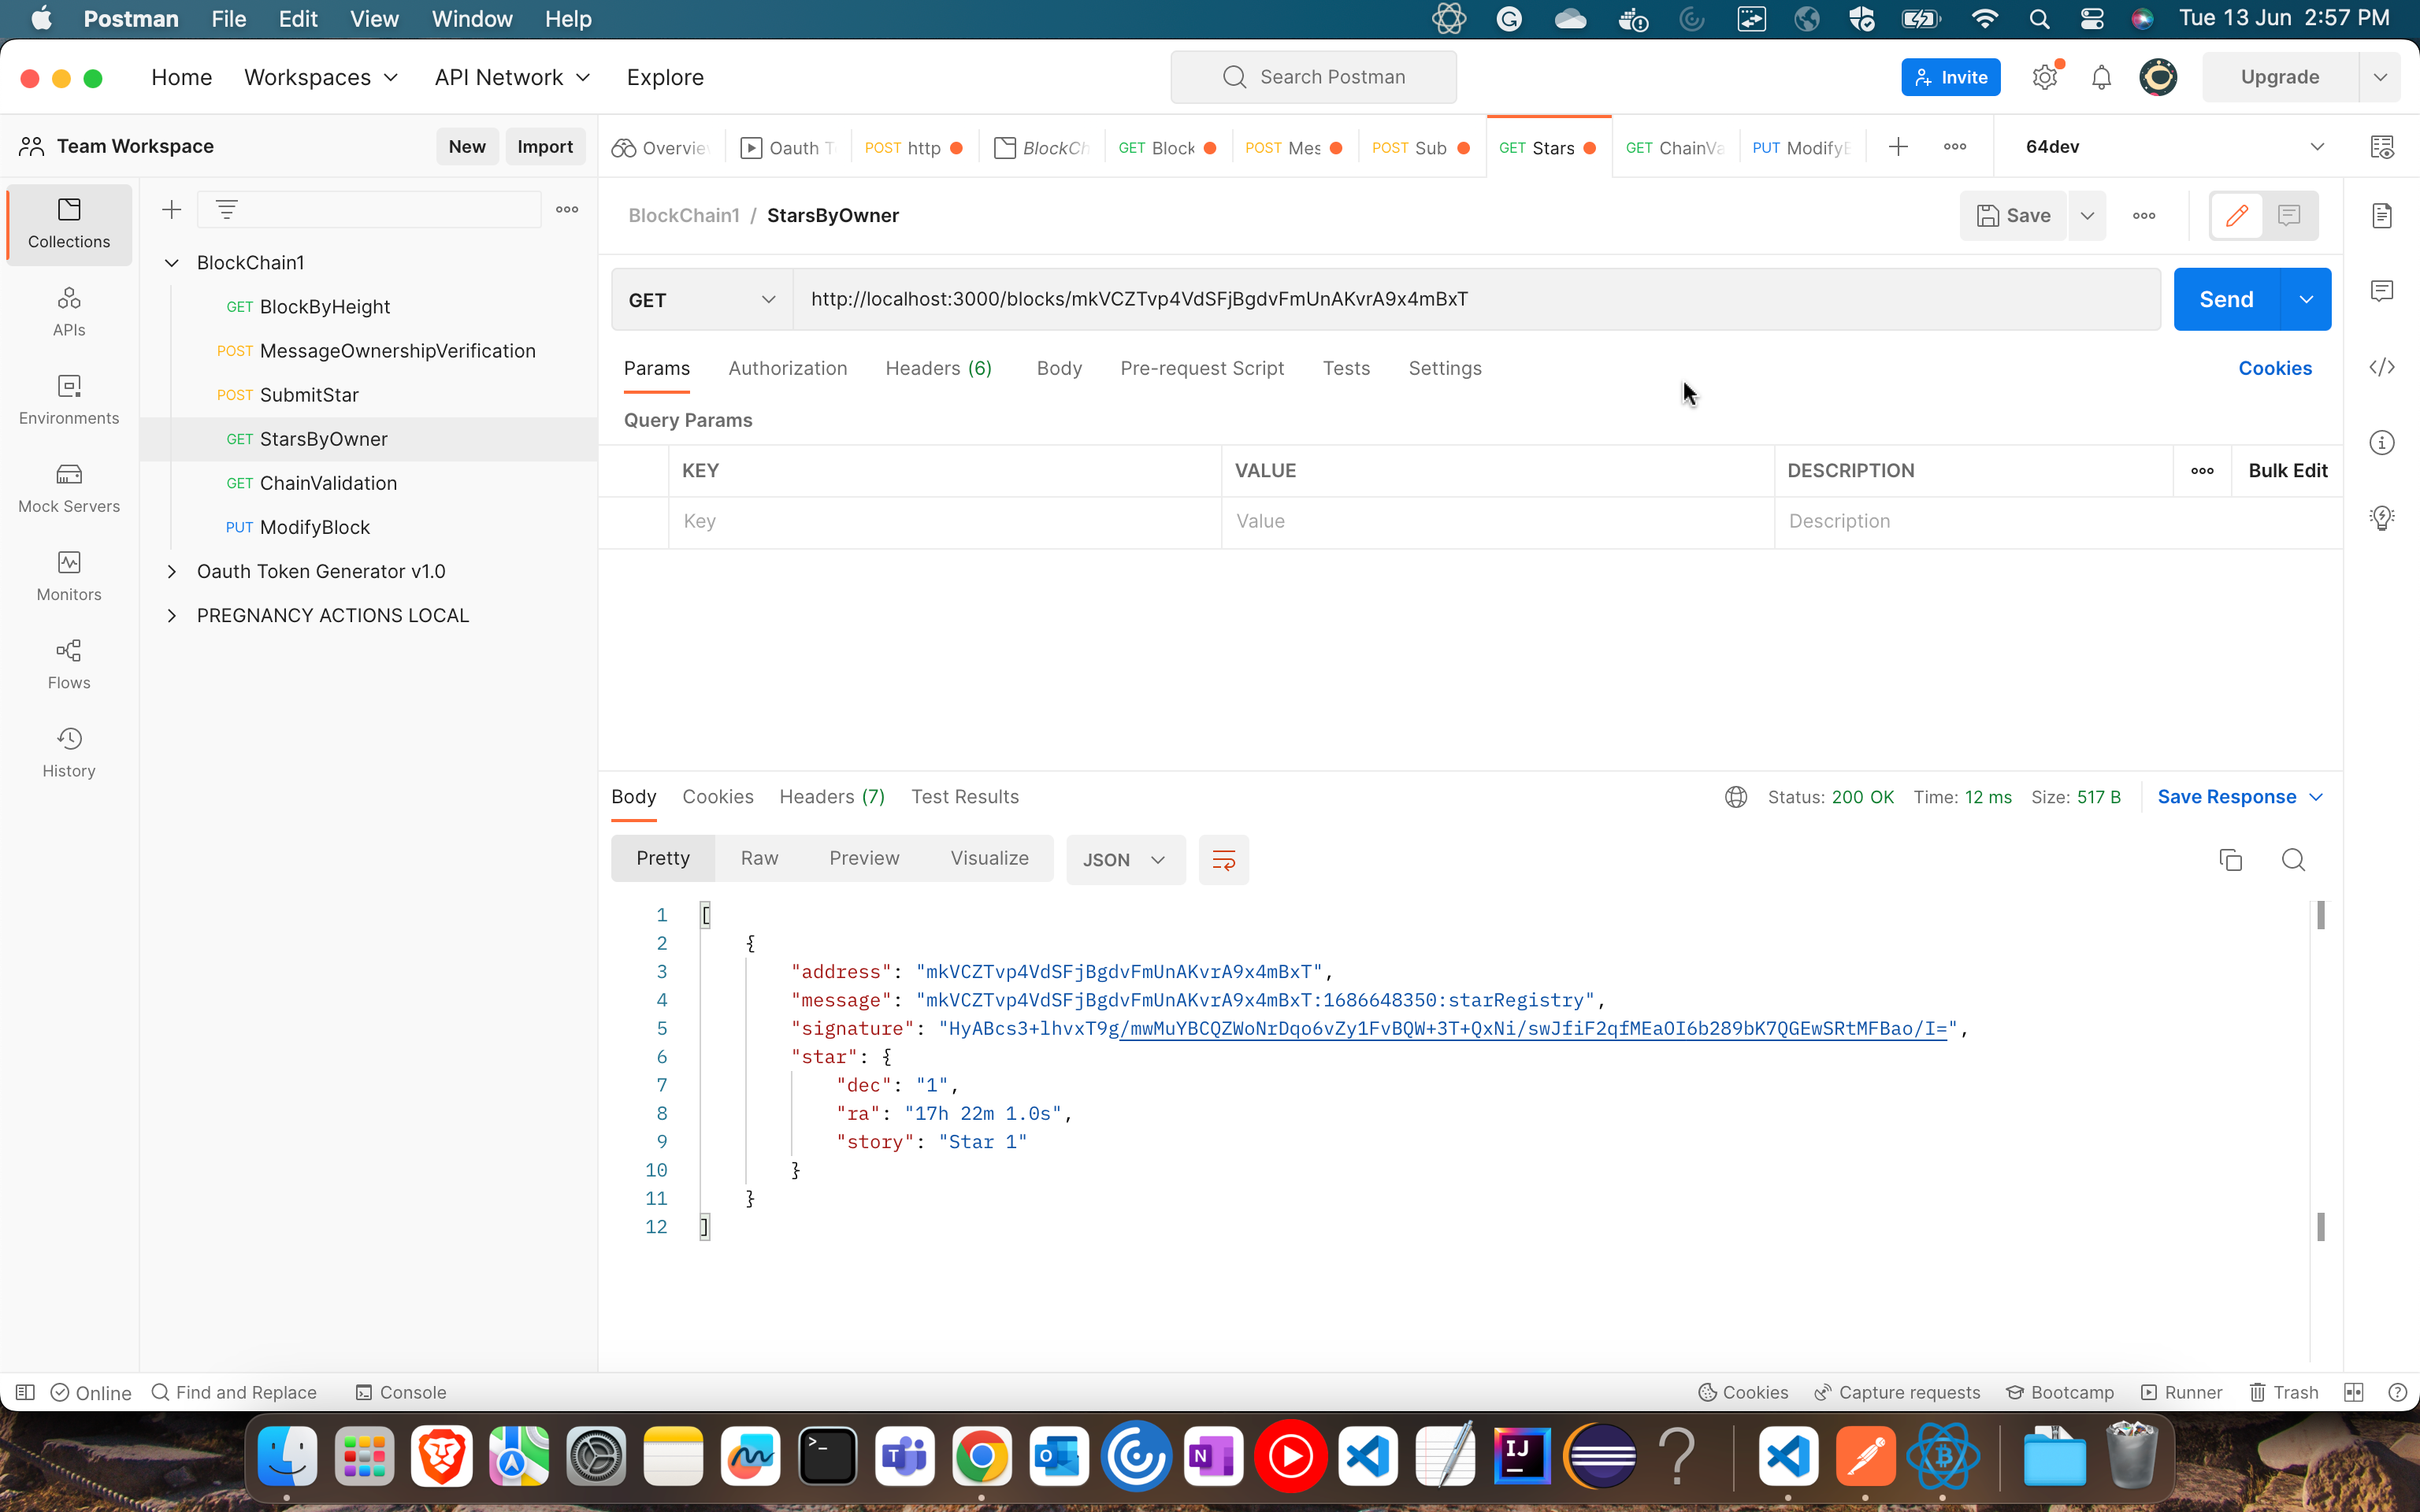 Postman File Edit View Window Help Tue 13 Jun 2:57 PM
Home Workspaces API Network Explore Search Postman Invite Upgrade
Team Workspace New Import Overvie Oauth T POST http BlockCh GET Block POST Mes POST Sub GET Stars GET ChainVa PUT ModifyB 64dev
Collections
APIs
Environments
Mock Servers
Monitors
Flows
History
BlockChain1
GET BlockByHeight
POST MessageOwnershipVerification
POST SubmitStar
GET StarsByOwner
GET ChainValidation
PUT ModifyBlock
Oauth Token Generator v1.0
PREGNANCY ACTIONS LOCAL
BlockChain1 / StarsByOwner Save
GET http://localhost:3000/blocks/mkVCZTvp4VdSFjBgdvFmUnAKvrA9x4mBxT Send
Params Authorization Headers (6) Body Pre-request Script Tests Settings Cookies
Query Params
KEY VALUE DESCRIPTION Bulk Edit
Key Value Description
Body Cookies Headers (7) Test Results Status: 200 OK Time: 12 ms Size: 517 B Save Response
Pretty Raw Preview Visualize JSON
1 [
2 {
3 "address": "mkVCZTvp4VdSFjBgdvFmUnAKvrA9x4mBxT",
4 "message": "mkVCZTvp4VdSFjBgdvFmUnAKvrA9x4mBxT:1686648350:starRegistry",
5 "signature": "HyABcs3+lhvxT9g/mwMuYBCQZWoNrDqo6vZy1FvBQW+3T+QxNi/swJfiF2qfMEaOI6b289bK7QGEwSRtMFBao/I=",
6 "star": {
7 "dec": "1",
8 "ra": "17h 22m 1.0s",
9 "story": "Star 1"
10 }
11 }
12 ]
Online Find and Replace Console Cookies Capture requests Bootcamp Runner Trash